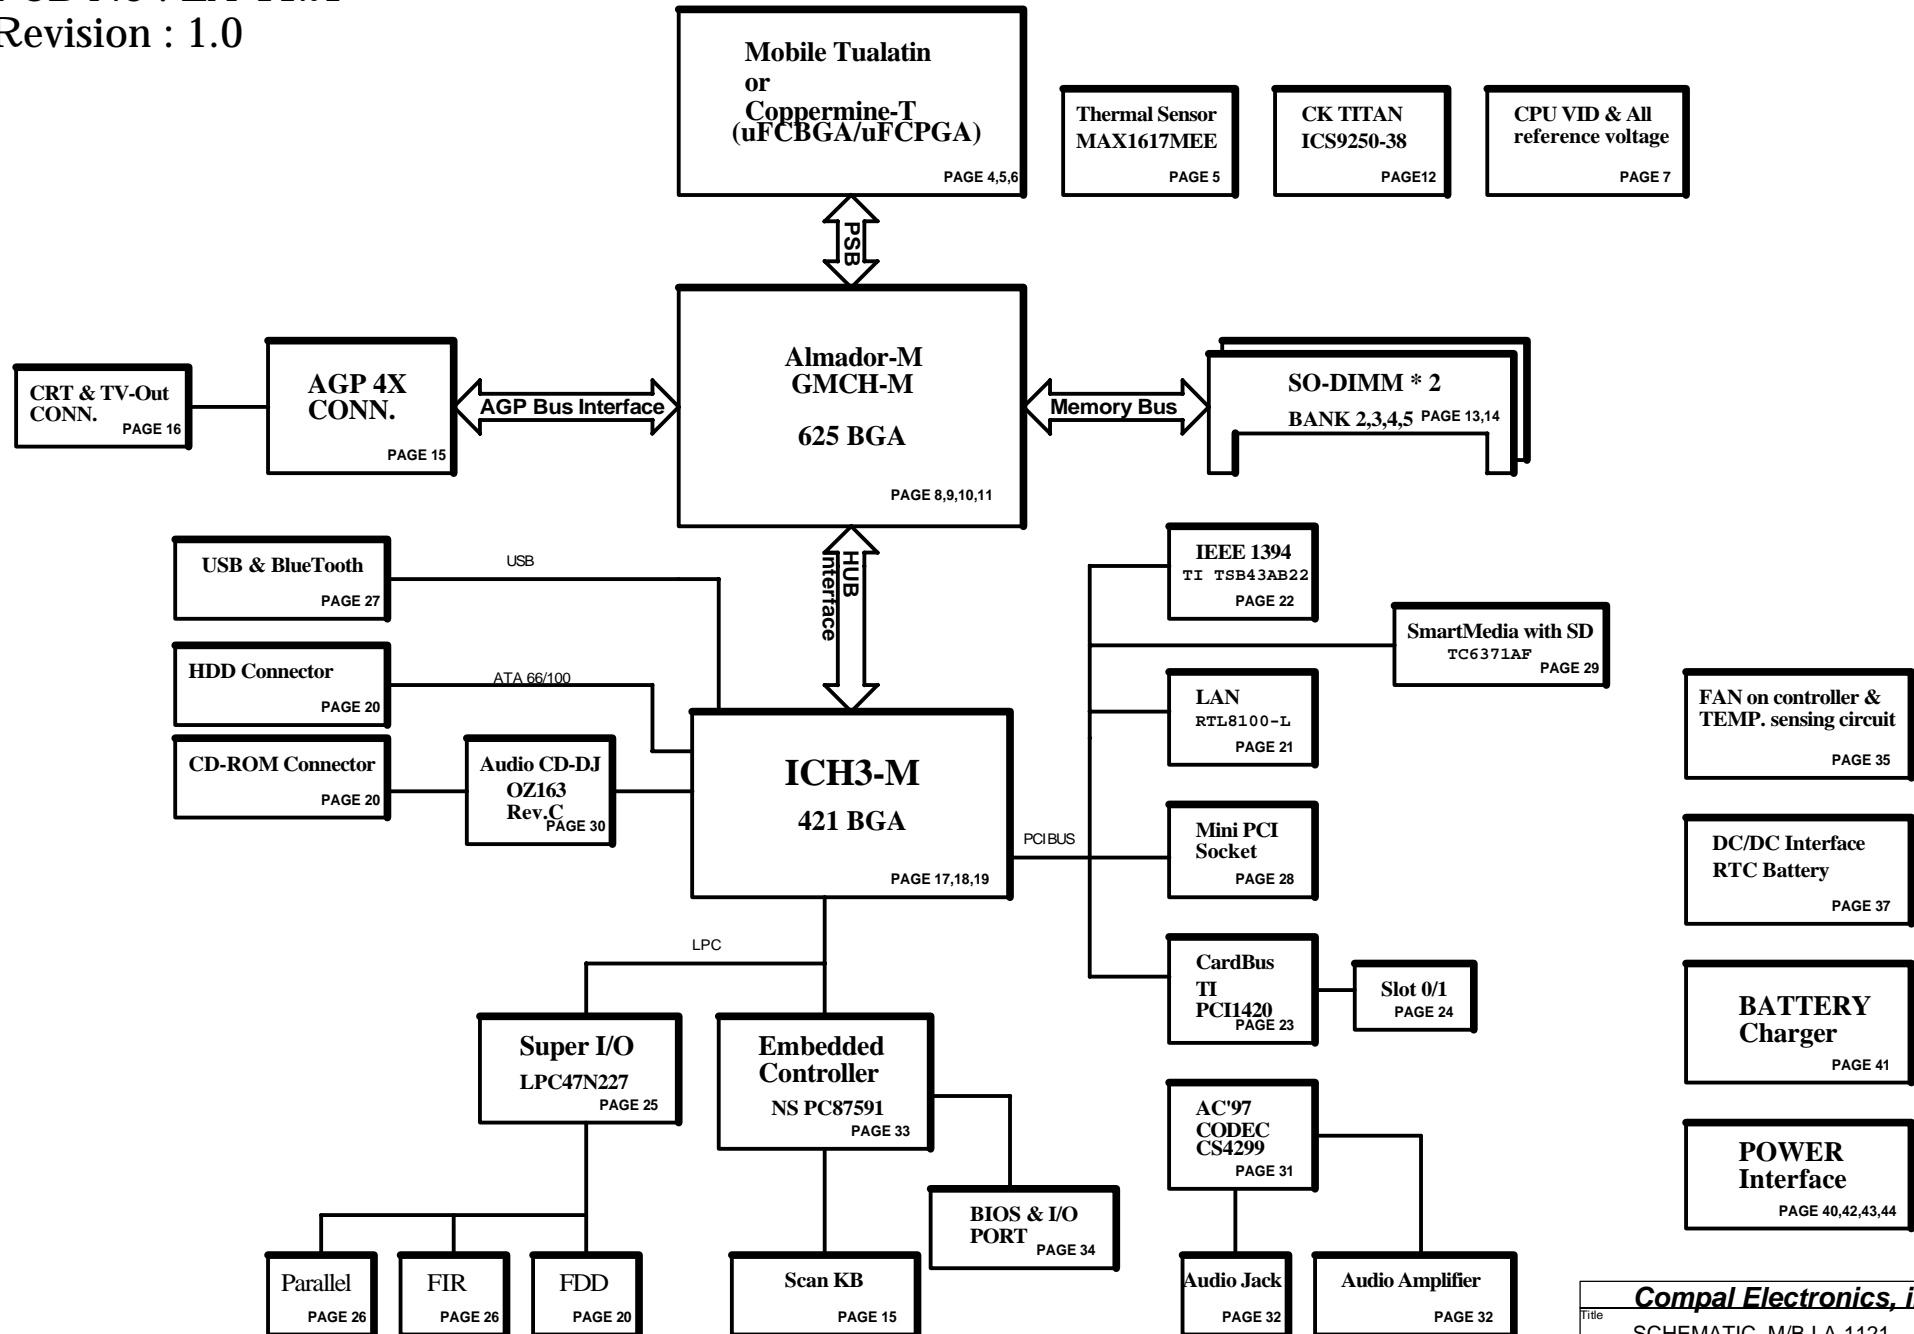 Revision : 1.0
Mobile Tualatin
or
Coppermine-T
(uFCBGA/uFCPGA)
PAGE 4,5,6
Thermal Sensor
MAX1617MEE
PAGE 5
CK TITAN
ICS9250-38
PAGE12
CPU VID & All
reference voltage
PAGE 7
PSB
CRT & TV-Out
CONN.
PAGE 16
AGP 4X
CONN.
PAGE 15
AGP Bus Interface
Almador-M
GMCH-M
625 BGA
PAGE 8,9,10,11
Memory Bus
SO-DIMM * 2
BANK 2,3,4,5
PAGE 13,14
HUB
Interface
USB & BlueTooth
PAGE 27
USB
HDD Connector
PAGE 20
ATA 66/100
CD-ROM Connector
PAGE 20
Audio CD-DJ
OZ163
Rev.C
PAGE 30
ICH3-M
421 BGA
PAGE 17,18,19
PCI BUS
IEEE 1394
TI TSB43AB22
PAGE 22
SmartMedia with SD
TC6371AF
PAGE 29
LAN
RTL8100-L
PAGE 21
Mini PCI
Socket
PAGE 28
CardBus
TI
PCI1420
PAGE 23
Slot 0/1
PAGE 24
FAN on controller &
TEMP. sensing circuit
PAGE 35
DC/DC Interface
RTC Battery
PAGE 37
BATTERY
Charger
PAGE 41
POWER
Interface
PAGE 40,42,43,44
LPC
Super I/O
LPC47N227
PAGE 25
Embedded
Controller
NS PC87591
PAGE 33
AC'97
CODEC
CS4299
PAGE 31
BIOS & I/O
PORT
PAGE 34
Parallel
PAGE 26
FIR
PAGE 26
FDD
PAGE 20
Scan KB
PAGE 15
Audio Jack
PAGE 32
Audio Amplifier
PAGE 32
Compal Electronics,
Title
SCHEMATIC, M/B LA-1121